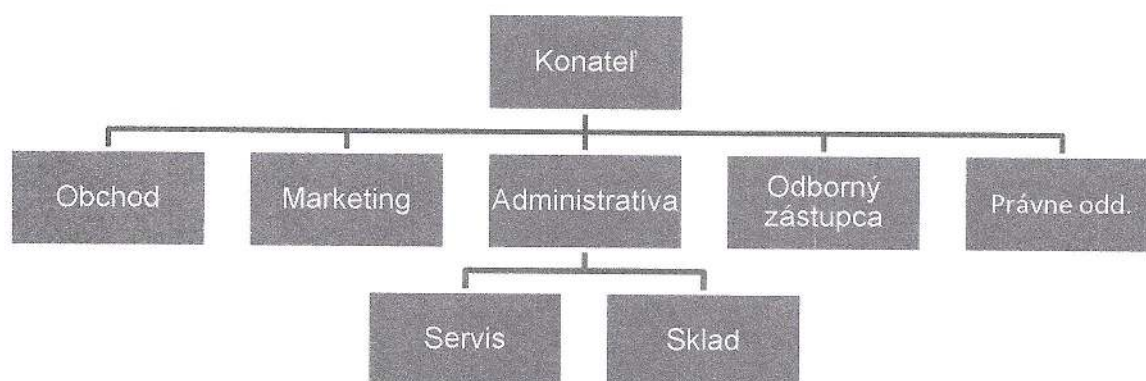 Konateľ
Obchod
Marketing
Administratíva
Odborný
zástupca
Právne odd.
Servis
Sklad